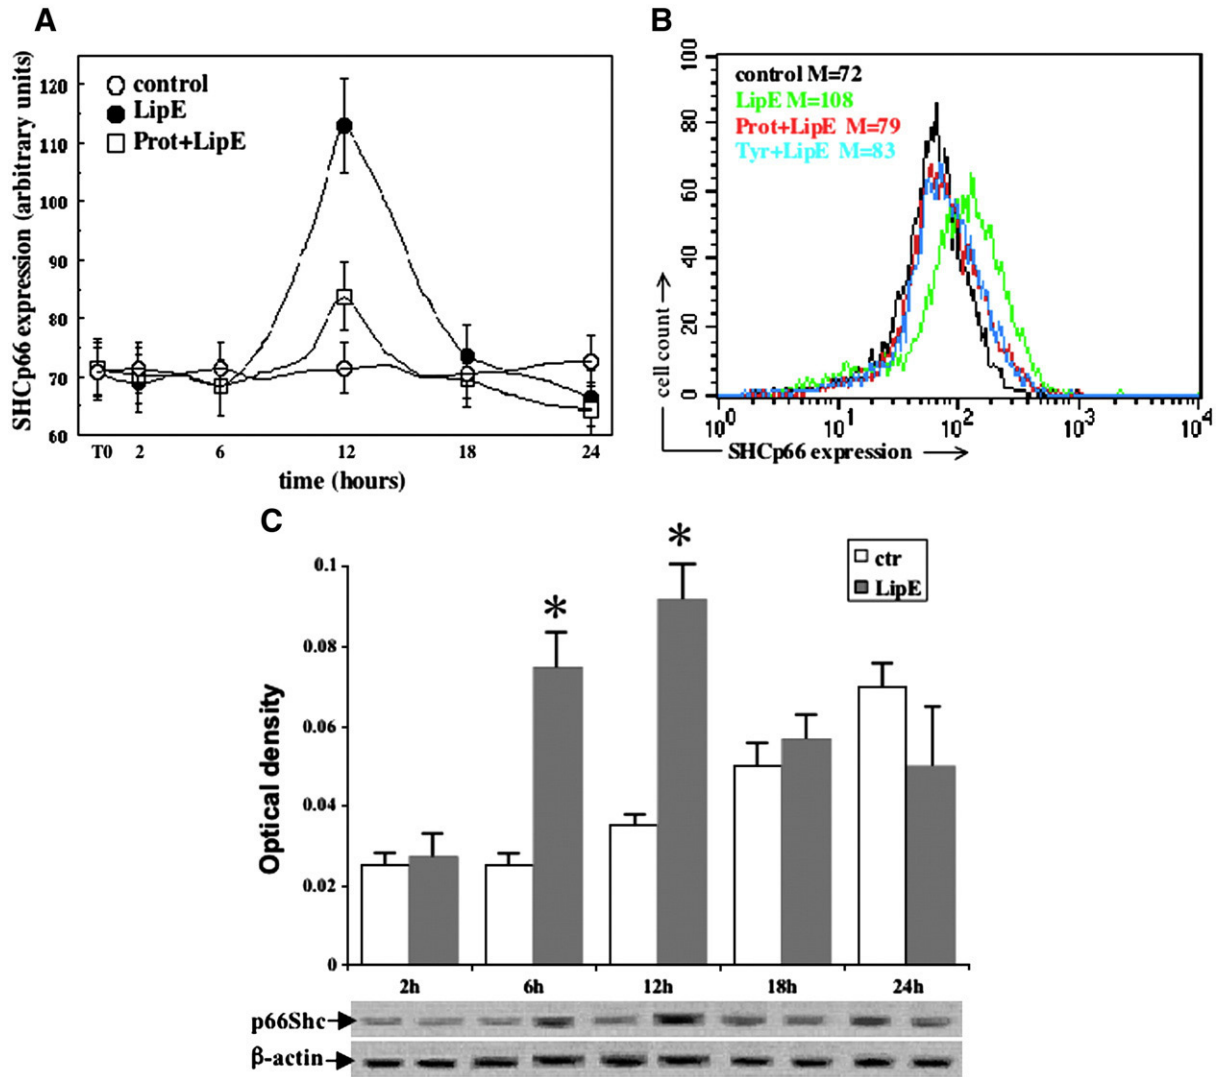 A
SHCp66 expression (arbitrary units)
120
110
100
90
80
70
60
control
LipE
Prot+LipE
T0 2 6 12 18 24
time (hours)
B
100
80
60
40
20
0
cell count
control M=72
LipE M=108
Prot+LipE M=79
Tyr+LipE M=83
10^0 10^1 10^2 10^3 10^4
SHCp66 expression
C
Optical density
0.1
0.08
0.06
0.04
0.02
0
*
*
ctr
LipE
2h 6h 12h 18h 24h
p66Shc
β-actin